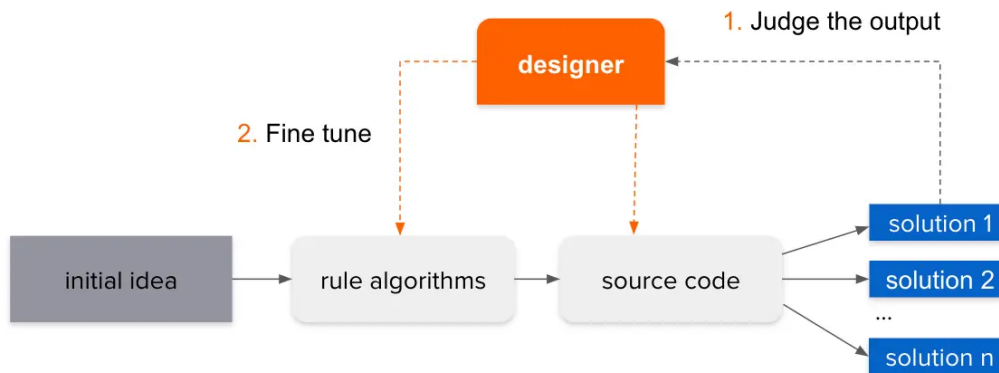 1. Judge the output
designer
2. Fine tune
initial idea
rule algorithms
source code
solution 1
solution 2
...
solution n